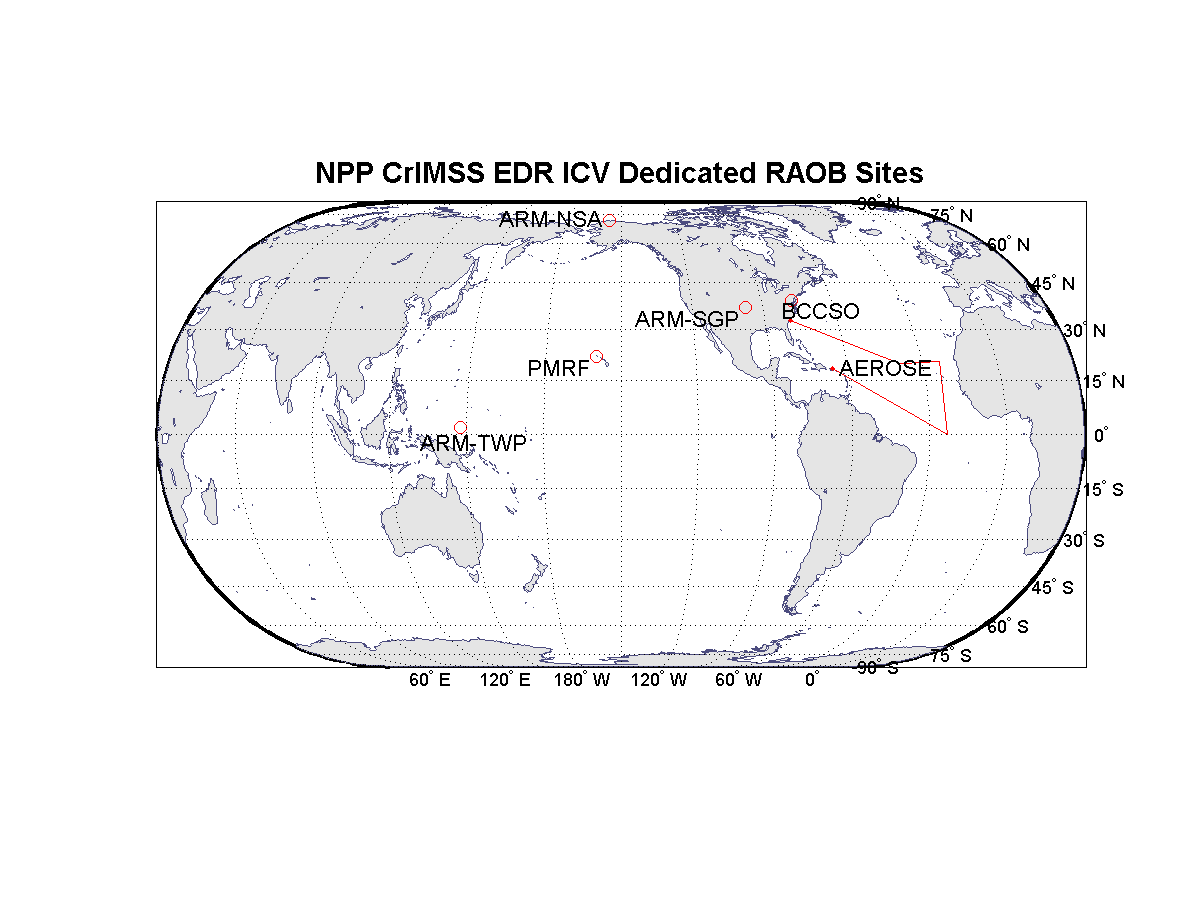 NPP CrIMSS EDR ICV Dedicated RAOB Sites
90° N
75° N
ARM-NSA
60° N
45° N
BCCSO
ARM-SGP
30° N
PMRF
AEROSE
15° N
0°
ARM-TWP
15° S
30° S
45° S
60° S
75° S
-90° S
60° E 120° E 180° W 120° W 60° W 0°